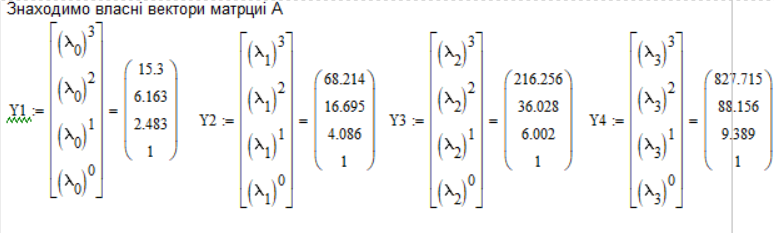 Знаходимо власні вектори матрциі А
Y1 := [(λ₀)³ (λ₀)² (λ₀)¹ (λ₀)⁰] = (15.3 6.163 2.483 1) Y2 := [(λ₁)³ (λ₁)² (λ₁)¹ (λ₁)⁰] = (68.214 16.695 4.086 1) Y3 := [(λ₂)³ (λ₂)² (λ₂)¹ (λ₂)⁰] = (216.256 36.028 6.002 1) Y4 := [(λ₃)³ (λ₃)² (λ₃)¹ (λ₃)⁰] = (827.715 88.156 9.389 1)